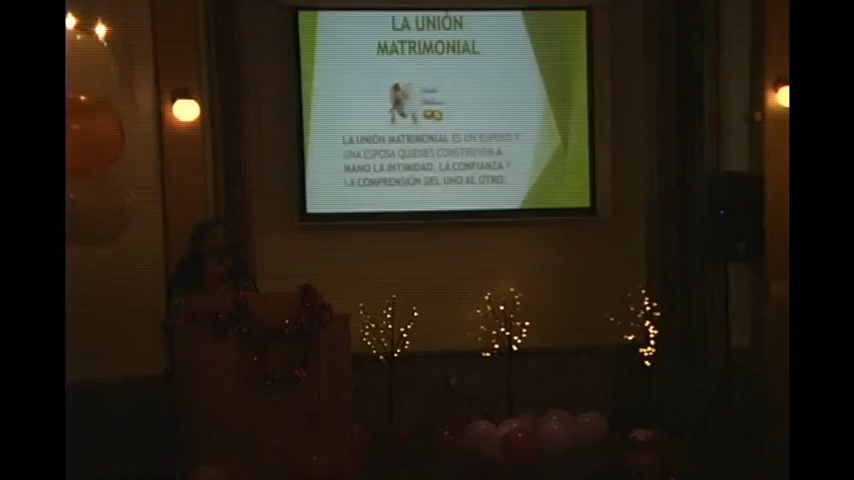 LA UNIÓN
MATRIMONIAL
LA UNIÓN MATRIMONIAL ES UN ESPOSO Y
UNA ESPOSA QUIENES CONSTRUYEN A
MANO LA INTIMIDAD, LA CONFIANZA Y
LA COMPRENSIÓN DEL UNO AL OTRO.